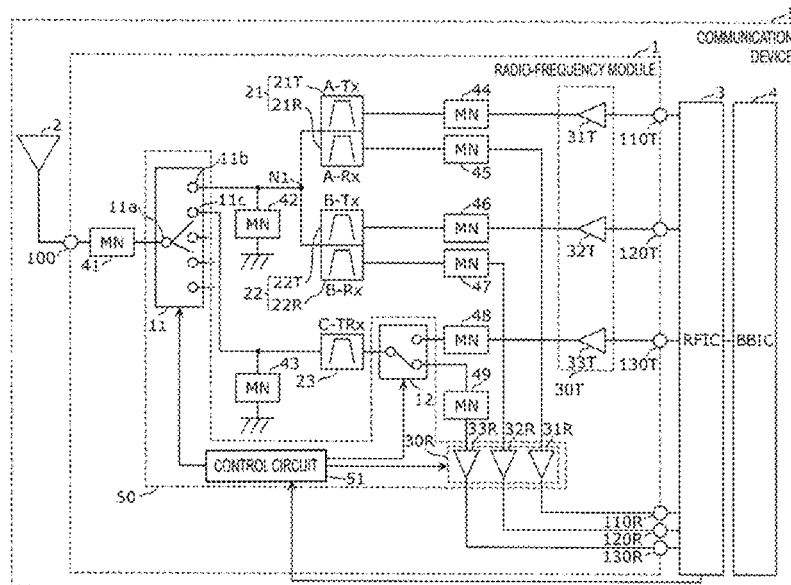 5
COMMUNICATION DEVICE
1
RADIO-FREQUENCY MODULE
3
4
2
21T
A-Tx
21
21R
A-Rx
44
MN
31T
110T
MN
45
11b
N1
11c
11a
MN
42
B-Tx
46
MN
32T
120T
100
MN
41
22T
22
22R
B-Rx
MN
47
11
C-TRx
48
MN
33T
130T
RFIC
BBIC
43
MN
23
12
49
MN
30T
30R
33R
32R
31R
CONTROL CIRCUIT
51
50
110R
120R
130R